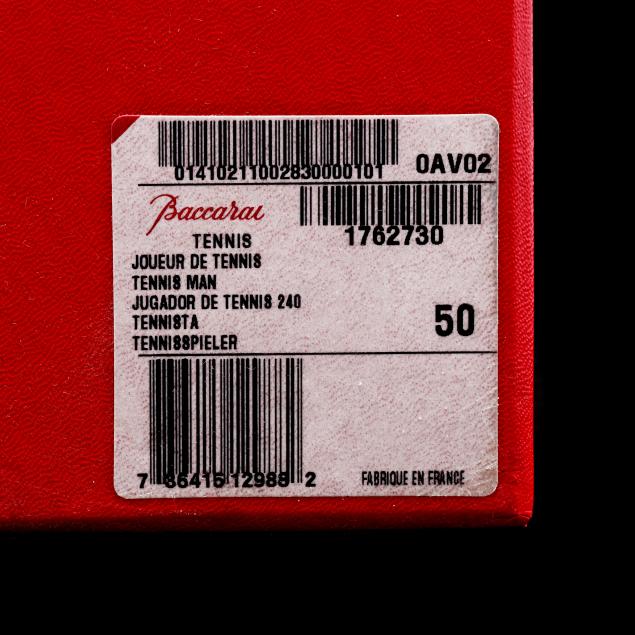 01410211002830000101
0AV02
Baccarat
1762730
TENNIS
JOUEUR DE TENNIS
TENNIS MAN
JUGADOR DE TENNIS 240
TENNISTA
TENNISSPIELER
50
7 36415 12988 2
FABRIQUE EN FRANCE